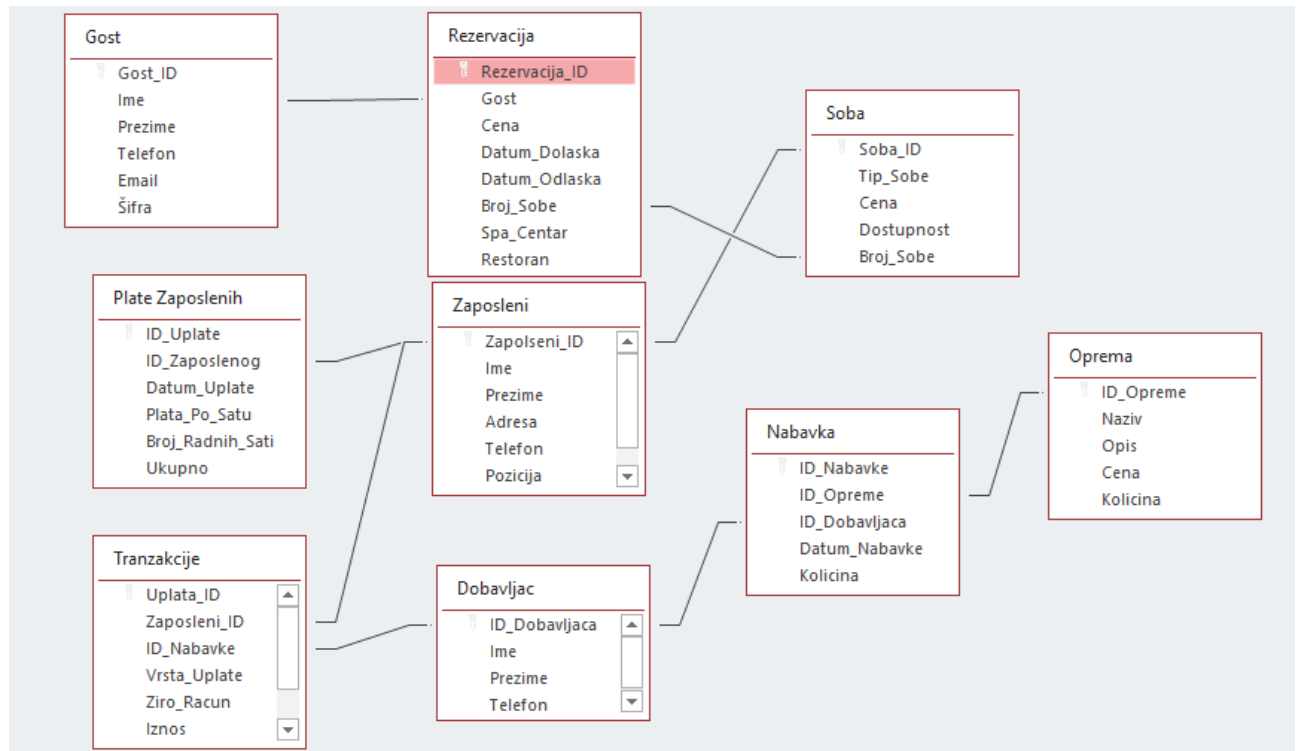 Gost
Gost_ID
Ime
Prezime
Telefon
Email
Šifra
Rezervacija
Rezervacija_ID
Gost
Cena
Datum_Dolaska
Datum_Odlaska
Broj_Sobe
Spa_Centar
Restoran
Soba
Soba_ID
Tip_Sobe
Cena
Dostupnost
Broj_Sobe
Plate Zaposlenih
ID_Uplate
ID_Zaposlenog
Datum_Uplate
Plata_Po_Satu
Broj_Radnih_Sati
Ukupno
Zaposleni
Zapolseni_ID
Ime
Prezime
Adresa
Telefon
Pozicija
Oprema
ID_Opreme
Naziv
Opis
Cena
Kolicina
Nabavka
ID_Nabavke
ID_Opreme
ID_Dobavljaca
Datum_Nabavke
Kolicina
Tranzakcije
Uplata_ID
Zaposleni_ID
ID_Nabavke
Vrsta_Uplate
Ziro_Racun
Iznos
Dobavljac
ID_Dobavljaca
Ime
Prezime
Telefon